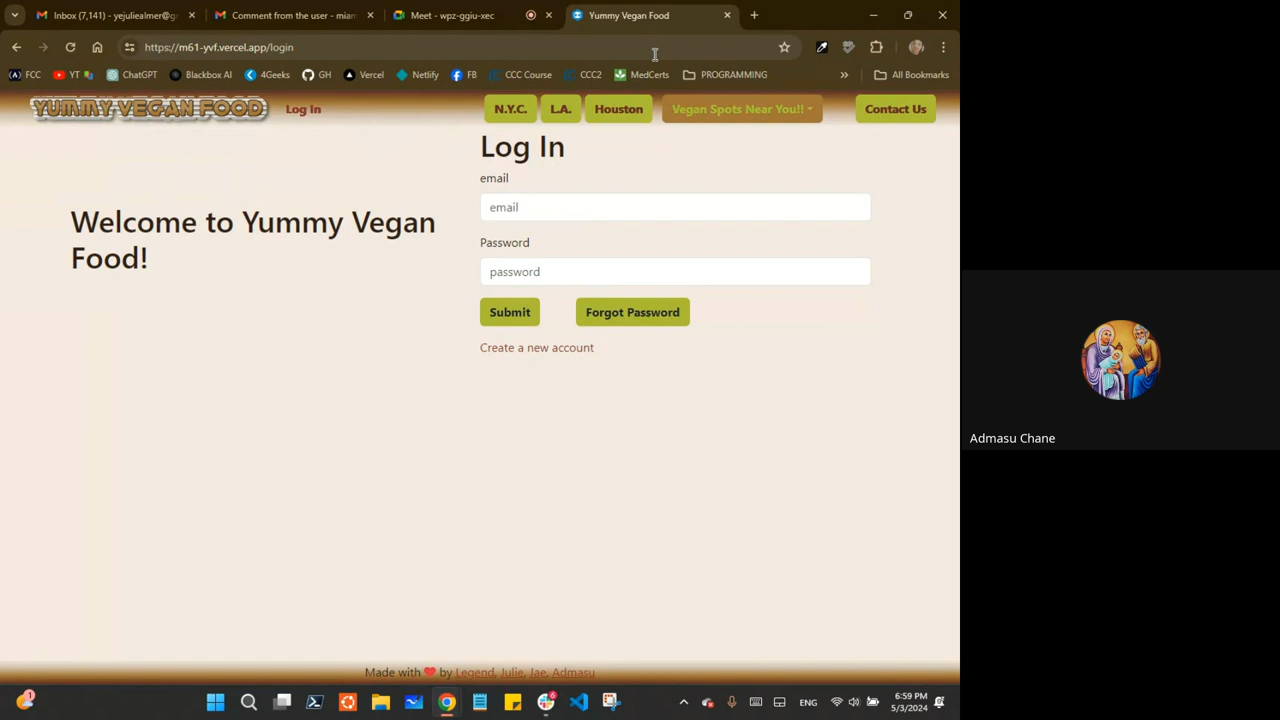 Inbox (7,141) - yejuliealmer@g
Comment from the user - mian
Meet - wpz-ggiu-xec
Yummy Vegan Food
https://m61-yvf.vercel.app/login
FCC
YT
ChatGPT
Blackbox AI
4Geeks
GH
Vercel
Netlify
FB
CCC Course
CCC2
MedCerts
PROGRAMMING
All Bookmarks
YUMMY VEGAN FOOD
Log In
N.Y.C.
L.A.
Houston
Vegan Spots Near You!!
Contact Us
Log In
email
email
Welcome to Yummy Vegan
Food!
Password
password
Submit
Forgot Password
Create a new account
Admasu Chane
Made with ❤ by Legend, Julie, Jae, Admasu
1
6
ENG
6:59 PM
5/3/2024